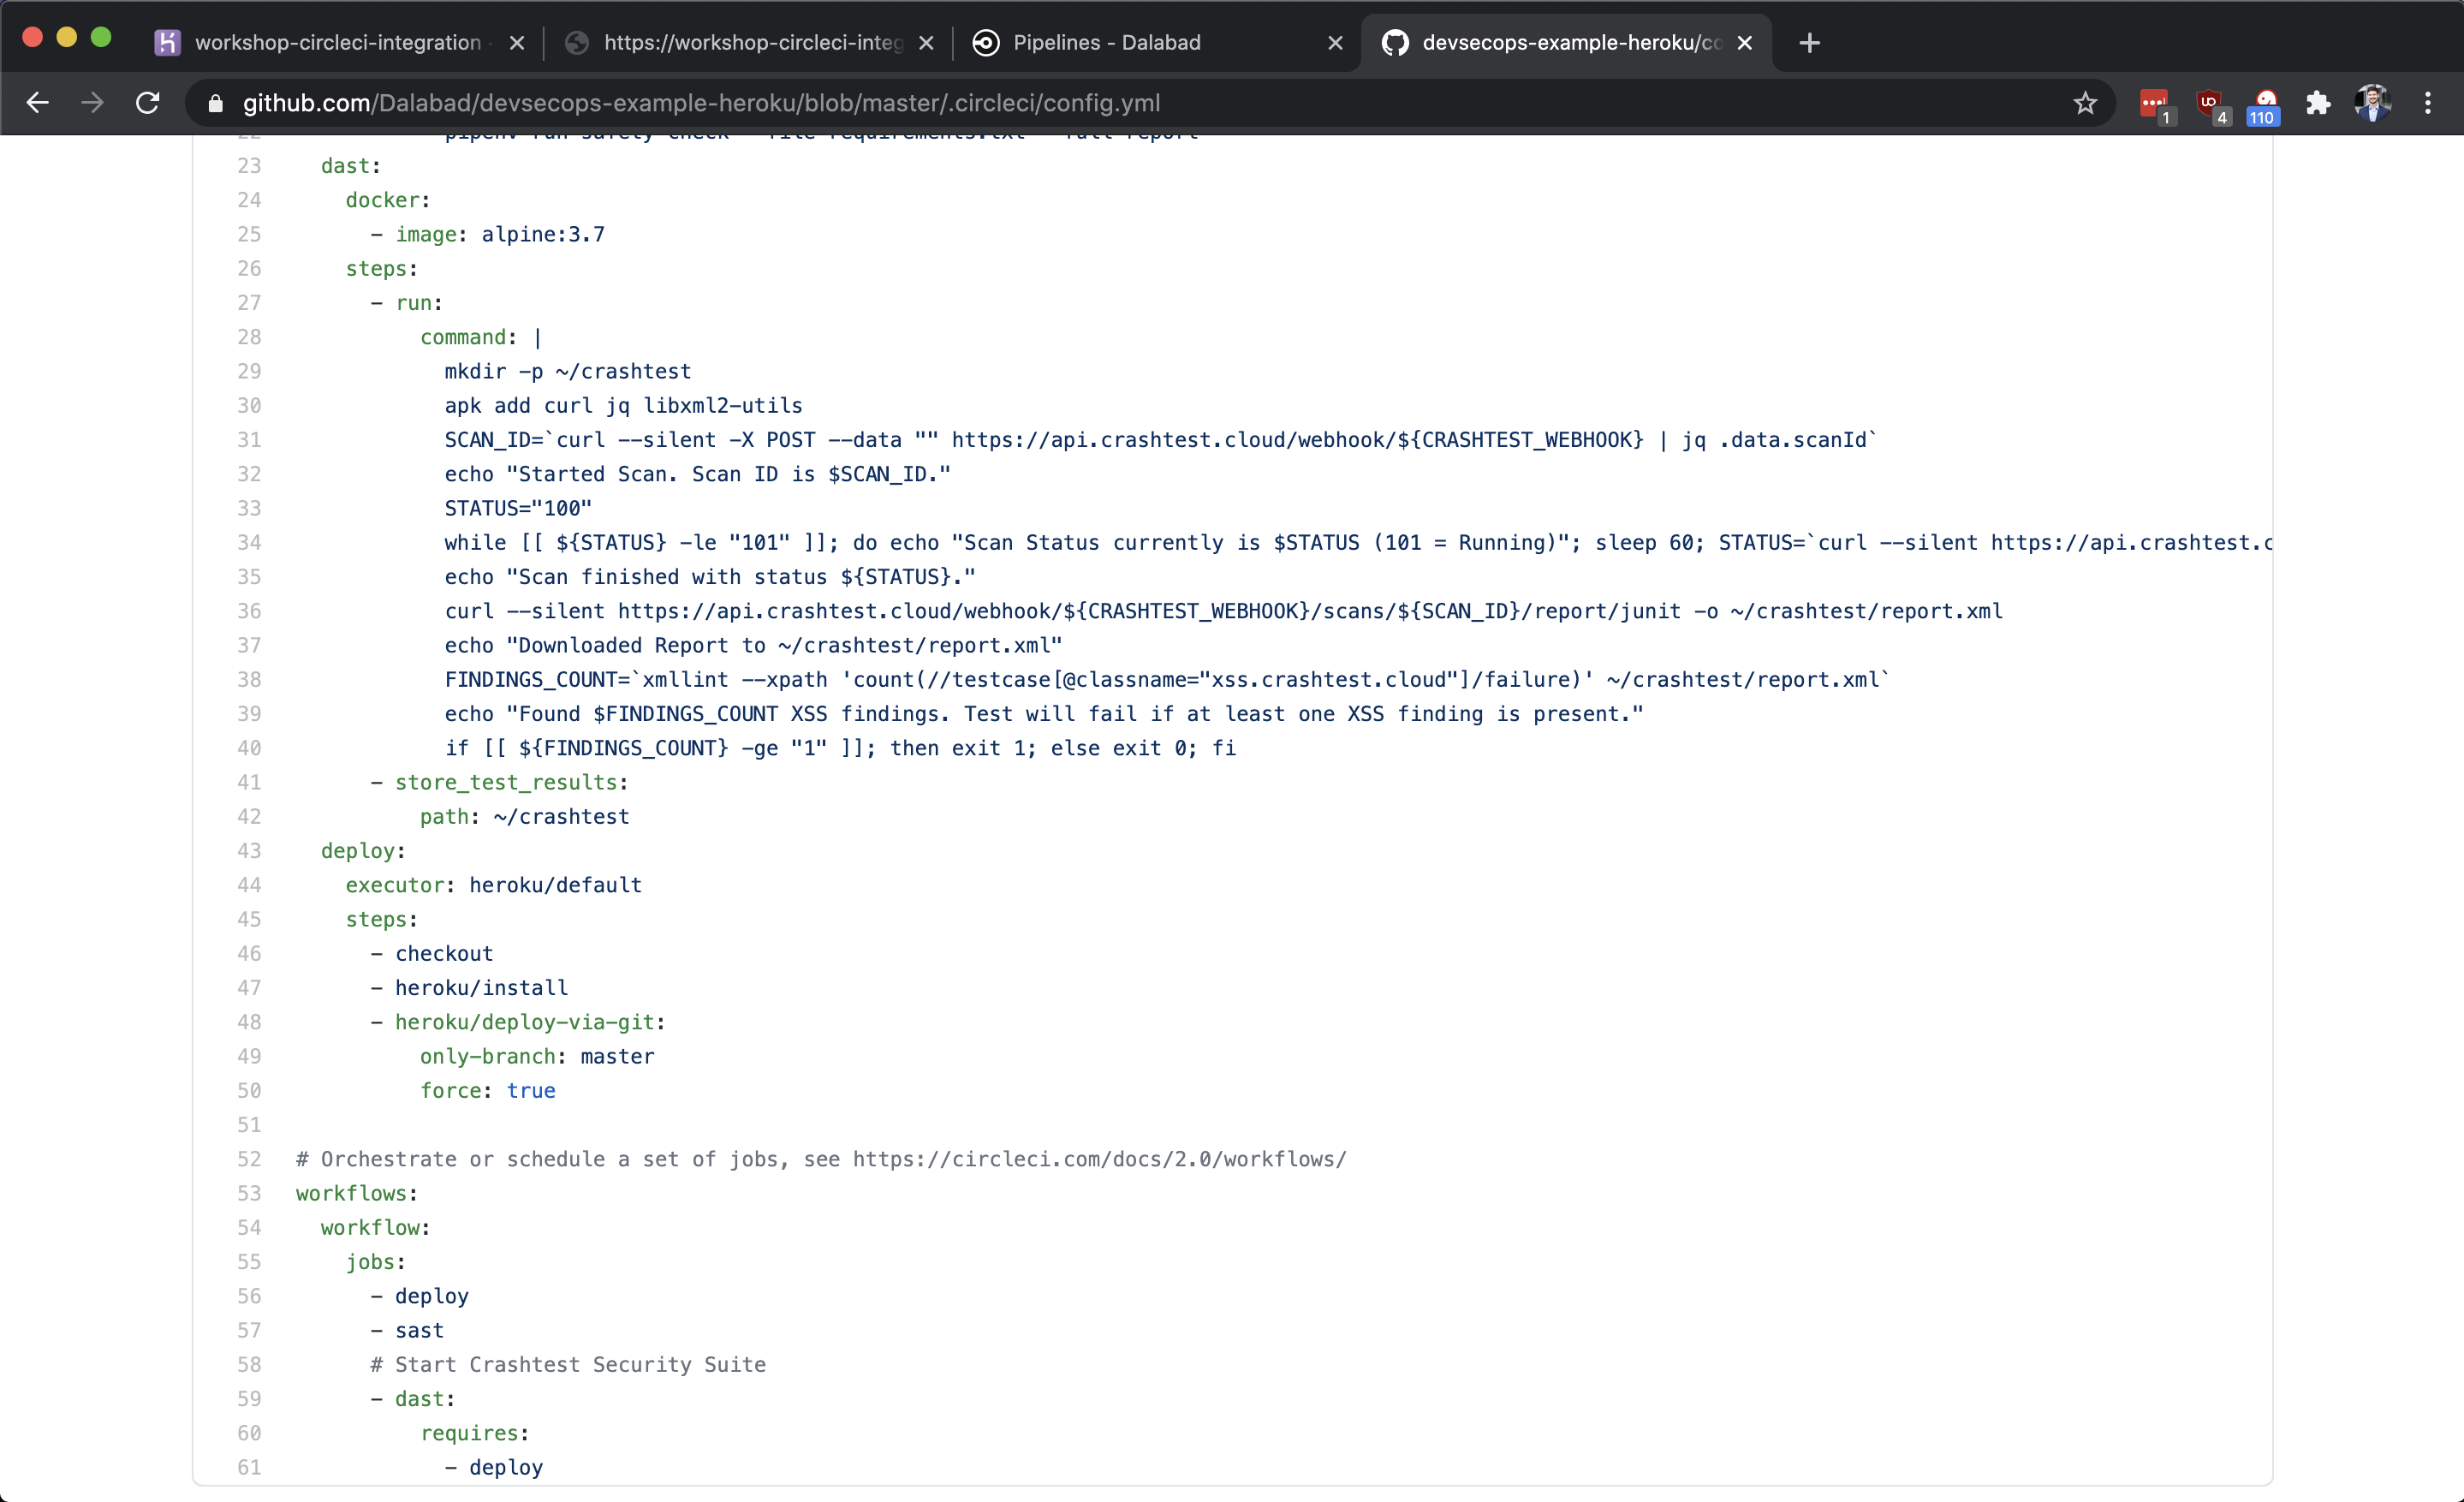 workshop-circleci-integration
https://workshop-circleci-integ
Pipelines - Dalabad
devsecops-example-heroku/co
github.com/Dalabad/devsecops-example-heroku/blob/master/.circleci/config.yml
1
4
110
23 dast:
24 docker:
25 - image: alpine:3.7
26 steps:
27 - run:
28 command: |
29 mkdir -p ~/crashtest
30 apk add curl jq libxml2-utils
31 SCAN_ID=`curl --silent -X POST --data "" https://api.crashtest.cloud/webhook/${CRASHTEST_WEBHOOK} | jq .data.scanId`
32 echo "Started Scan. Scan ID is $SCAN_ID."
33 STATUS="100"
34 while [[ ${STATUS} -le "101" ]]; do echo "Scan Status currently is $STATUS (101 = Running)"; sleep 60; STATUS=`curl --silent https://api.crashtest.c
35 echo "Scan finished with status ${STATUS}."
36 curl --silent https://api.crashtest.cloud/webhook/${CRASHTEST_WEBHOOK}/scans/${SCAN_ID}/report/junit -o ~/crashtest/report.xml
37 echo "Downloaded Report to ~/crashtest/report.xml"
38 FINDINGS_COUNT=`xmllint --xpath 'count(//testcase[@classname="xss.crashtest.cloud"]/failure)' ~/crashtest/report.xml`
39 echo "Found $FINDINGS_COUNT XSS findings. Test will fail if at least one XSS finding is present."
40 if [[ ${FINDINGS_COUNT} -ge "1" ]]; then exit 1; else exit 0; fi
41 - store_test_results:
42 path: ~/crashtest
43 deploy:
44 executor: heroku/default
45 steps:
46 - checkout
47 - heroku/install
48 - heroku/deploy-via-git:
49 only-branch: master
50 force: true
51
52 # Orchestrate or schedule a set of jobs, see https://circleci.com/docs/2.0/workflows/
53 workflows:
54 workflow:
55 jobs:
56 - deploy
57 - sast
58 # Start Crashtest Security Suite
59 - dast:
60 requires:
61 - deploy